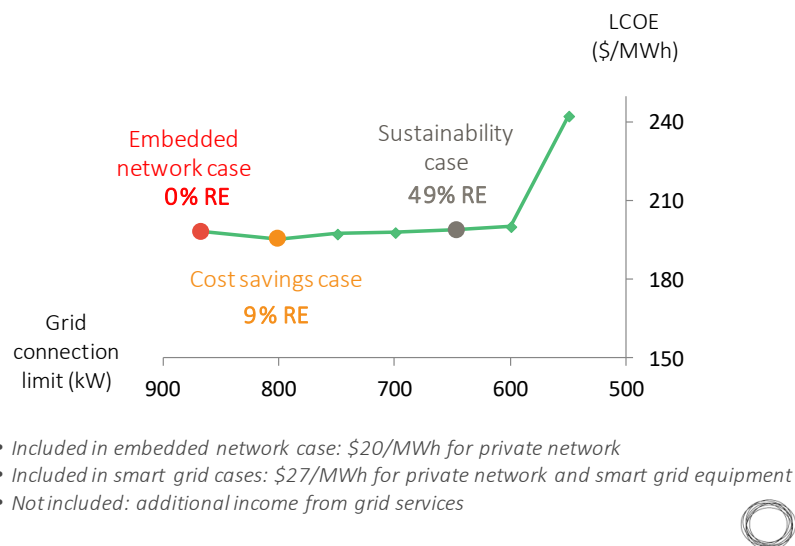 LCOE
($/MWh)
240
Embedded
network case
0% RE
Sustainability
case
49% RE
210
Cost savings case
9% RE
180
Grid
connection
limit (kW)
150
900
800
700
600
500
• Included in embedded network case: $20/MWh for private network
• Included in smart grid cases: $27/MWh for private network and smart grid equipment
• Not included: additional income from grid services